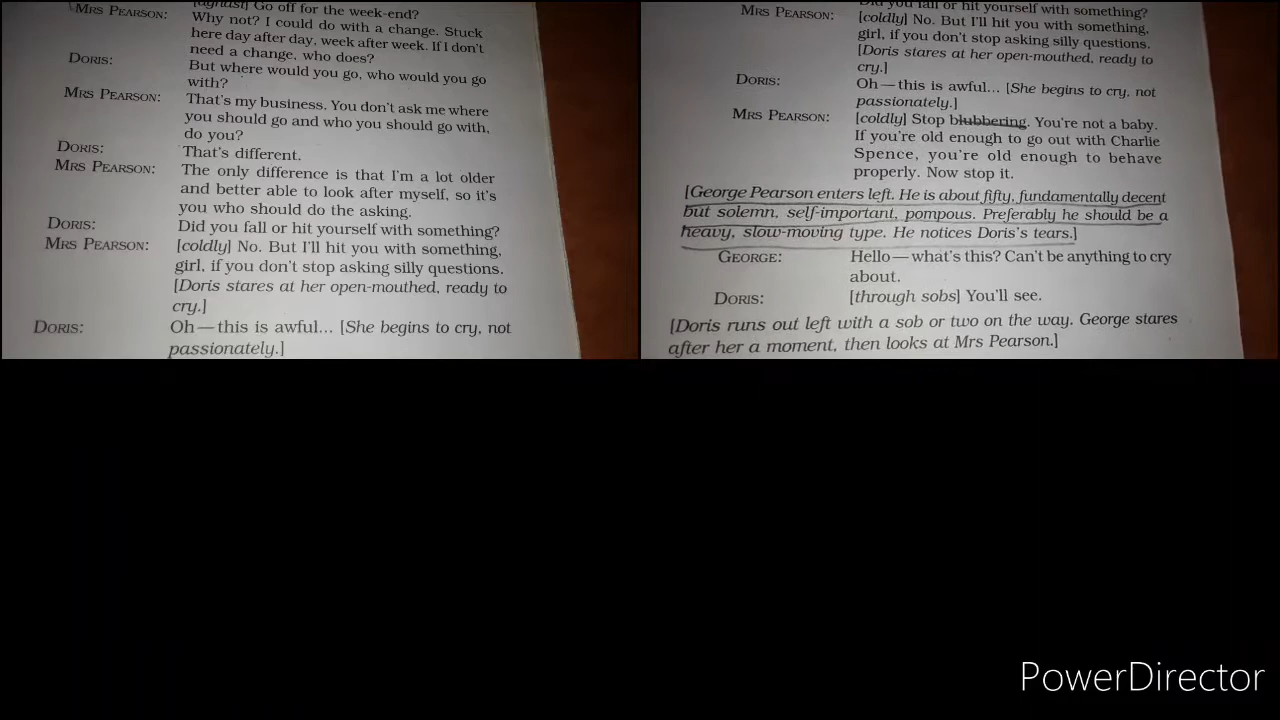 [aghast] Go off for the week-end?
MRS PEARSON: Why not? I could do with a change. Stuck
here day after day, week after week. If I don't
need a change, who does?
DORIS: But where would you go, who would you go
with?
MRS PEARSON: That's my business. You don't ask me where
you should go and who you should go with,
do you?
DORIS: That's different.
MRS PEARSON: The only difference is that I'm a lot older
and better able to look after myself, so it's
you who should do the asking.
DORIS: Did you fall or hit yourself with something?
MRS PEARSON: [coldly] No. But I'll hit you with something,
girl, if you don't stop asking silly questions.
[Doris stares at her open-mouthed, ready to
cry.]
DORIS: Oh—this is awful... [She begins to cry, not
passionately.]
Did you fall or hit yourself with something?
MRS PEARSON: [coldly] No. But I'll hit you with something,
girl, if you don't stop asking silly questions.
[Doris stares at her open-mouthed, ready to
cry.]
DORIS: Oh—this is awful... [She begins to cry, not
passionately.]
MRS PEARSON: [coldly] Stop blubbering. You're not a baby.
If you're old enough to go out with Charlie
Spence, you're old enough to behave
properly. Now stop it.
[George Pearson enters left. He is about fifty, fundamentally decent
but solemn, self-important, pompous. Preferably he should be a
heavy, slow-moving type. He notices Doris's tears.]
GEORGE: Hello—what's this? Can't be anything to cry
about.
DORIS: [through sobs] You'll see.
[Doris runs out left with a sob or two on the way. George stares
after her a moment, then looks at Mrs Pearson.]
PowerDirector